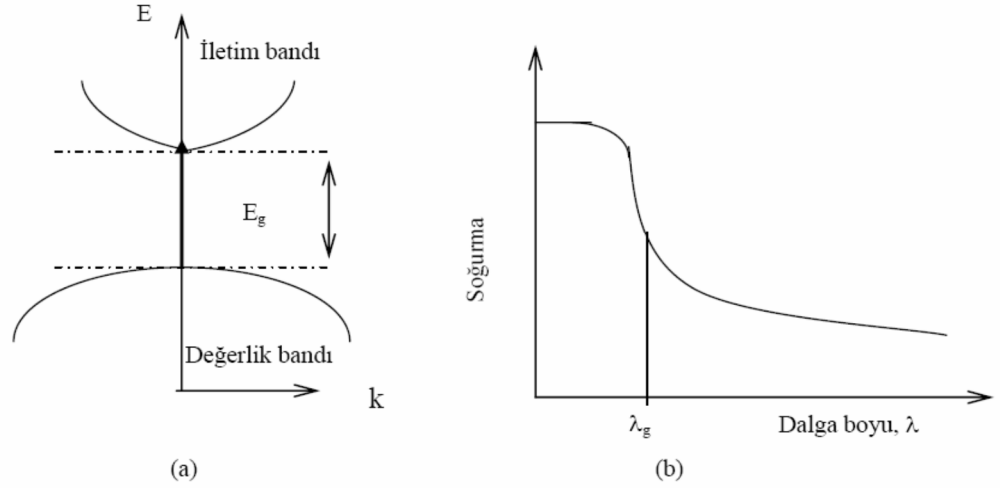 E
İletim bandı
E_g
Değerlik bandı
k
(a)
Soğurma
λ_g
Dalga boyu, λ
(b)